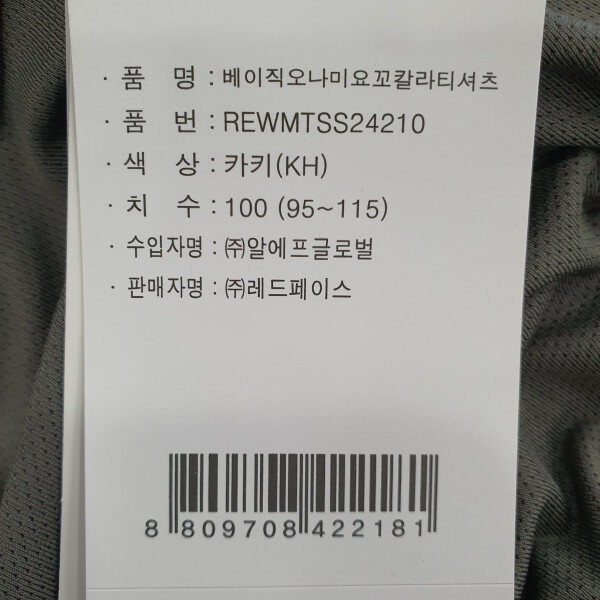 · 품 명 : 베이직오나미요꼬칼라티셔츠
· 품 번 : REWMTSS24210
· 색 상 : 카키(KH)
· 치 수 : 100 (95~115)
· 수입자명 : ㈜알에프글로벌
· 판매자명 : ㈜레드페이스
8 809708 422181